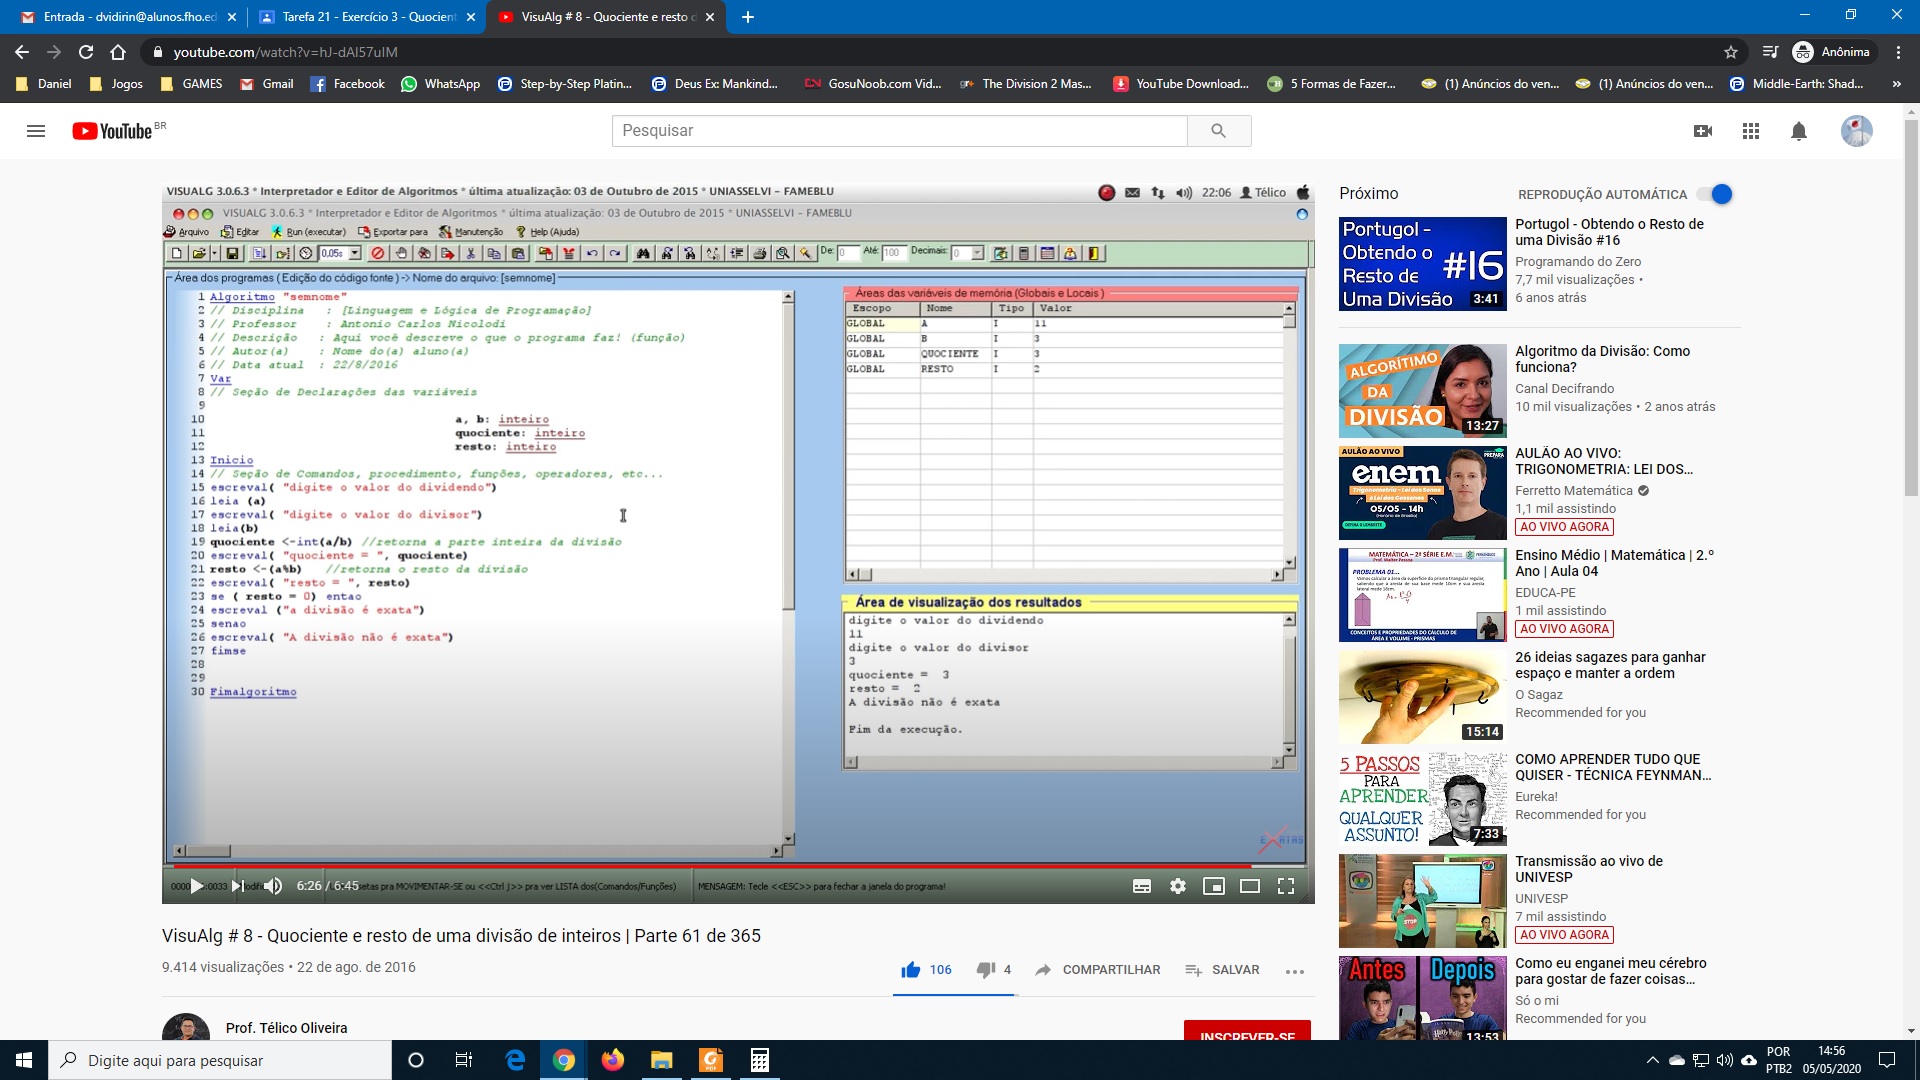 Entrada - dvidirin@alunos.fho.ed
Tarefa 21 - Exercício 3 - Quocient
VisuAlg # 8 - Quociente e resto d
youtube.com/watch?v=hJ-dAI57uIM
Anônima
Daniel
Jogos
GAMES
Gmail
Facebook
WhatsApp
Step-by-Step Platin...
Deus Ex: Mankind...
GosuNoob.com Vid...
The Division 2 Mas...
YouTube Download...
5 Formas de Fazer...
(1) Anúncios do ven...
(1) Anúncios do ven...
Middle-Earth: Shad...
YouTube BR
Pesquisar
VISUALG 3.0.6.3 * Interpretador e Editor de Algoritmos * última atualização: 03 de Outubro de 2015 * UNIASSELVI - FAMEBLU
22:06 Télico
VISUALG 3.0.6.3 * Interpretador e Editor de Algoritmos * última atualização: 03 de Outubro de 2015 * UNIASSELVI - FAMEBLU
Arquivo Editar Run (executar) Exportar para Manutenção Help (Ajuda)
0,05s De: 0 Até: 100 Decimais: 0
Área dos programas ( Edição do código fonte ) -> Nome do arquivo: [semnome]
1 Algoritmo "semnome"
2 // Disciplina : [Linguagem e Lógica de Programação]
3 // Professor : Antonio Carlos Nicolodi
4 // Descrição : Aqui você descreve o que o programa faz! (função)
5 // Autor(a) : Nome do(a) aluno(a)
6 // Data atual : 22/8/2016
7 Var
8 // Seção de Declarações das variáveis
9
10 a, b: inteiro
11 quociente: inteiro
12 resto: inteiro
13 Inicio
14 // Seção de Comandos, procedimento, funções, operadores, etc...
15 escreval( "digite o valor do dividendo")
16 leia (a)
17 escreval( "digite o valor do divisor")
18 leia(b)
19 quociente <-int(a/b) //retorna a parte inteira da divisão
20 escreval( "quociente = ", quociente)
21 resto <-(a%b) //retorna o resto da divisão
22 escreval( "resto = ", resto)
23 se ( resto = 0) entao
24 escreval ("a divisão é exata")
25 senao
26 escreval( "A divisão não é exata")
27 fimse
28
29
30 Fimalgoritmo
Áreas das variáveis de memória (Globais e Locais )
Escopo Nome Tipo Valor
GLOBAL A I 11
GLOBAL B I 3
GLOBAL QUOCIENTE I 3
GLOBAL RESTO I 2
Área de visualização dos resultados
digite o valor do dividendo
11
digite o valor do divisor
3
quociente = 3
resto = 2
A divisão não é exata
Fim da execução.
EXATAS
6:26 / 6:45
setas pra MOVIMENTAR-SE ou <<Ctrl J>> pra ver LISTA dos(Comandos/Funções)
MENSAGEM: Tecle <<ESC>> para fechar a janela do programa!
VisuAlg # 8 - Quociente e resto de uma divisão de inteiros | Parte 61 de 365
9.414 visualizações • 22 de ago. de 2016
106
4
COMPARTILHAR
SALVAR
Prof. Télico Oliveira
INSCREVER-SE
Próximo
REPRODUÇÃO AUTOMÁTICA
Portugol -
Obtendo o
Resto de
Uma Divisão
#16
3:41
Portugol - Obtendo o Resto de
uma Divisão #16
Programando do Zero
7,7 mil visualizações •
6 anos atrás
ALGORÍTIMO
DA
DIVISÃO
13:27
Algoritmo da Divisão: Como
funciona?
Canal Decifrando
10 mil visualizações • 2 anos atrás
AULÃO AO VIVO
enem
05/05 - 14h
AULÃO AO VIVO:
TRIGONOMETRIA: LEI DOS...
Ferretto Matemática
1,1 mil assistindo
AO VIVO AGORA
MATEMÁTICA – 2ª SÉRIE E.M.
PROBLEMA 01...
CONCEITOS E PROPRIEDADES DO CÁLCULO DE
ÁREA E VOLUME - PRISMAS
Ensino Médio | Matemática | 2.º
Ano | Aula 04
EDUCA-PE
1 mil assistindo
AO VIVO AGORA
15:14
26 ideias sagazes para ganhar
espaço e manter a ordem
O Sagaz
Recommended for you
5 PASSOS
PARA
APRENDER
QUALQUER
ASSUNTO!
7:33
COMO APRENDER TUDO QUE
QUISER - TÉCNICA FEYNMAN...
Eureka!
Recommended for you
STOP
Transmissão ao vivo de
UNIVESP
UNIVESP
7 mil assistindo
AO VIVO AGORA
Antes
Depois
13:53
Como eu enganei meu cérebro
para gostar de fazer coisas...
Só o mi
Recommended for you
Digite aqui para pesquisar
POR
PTB2
14:56
05/05/2020